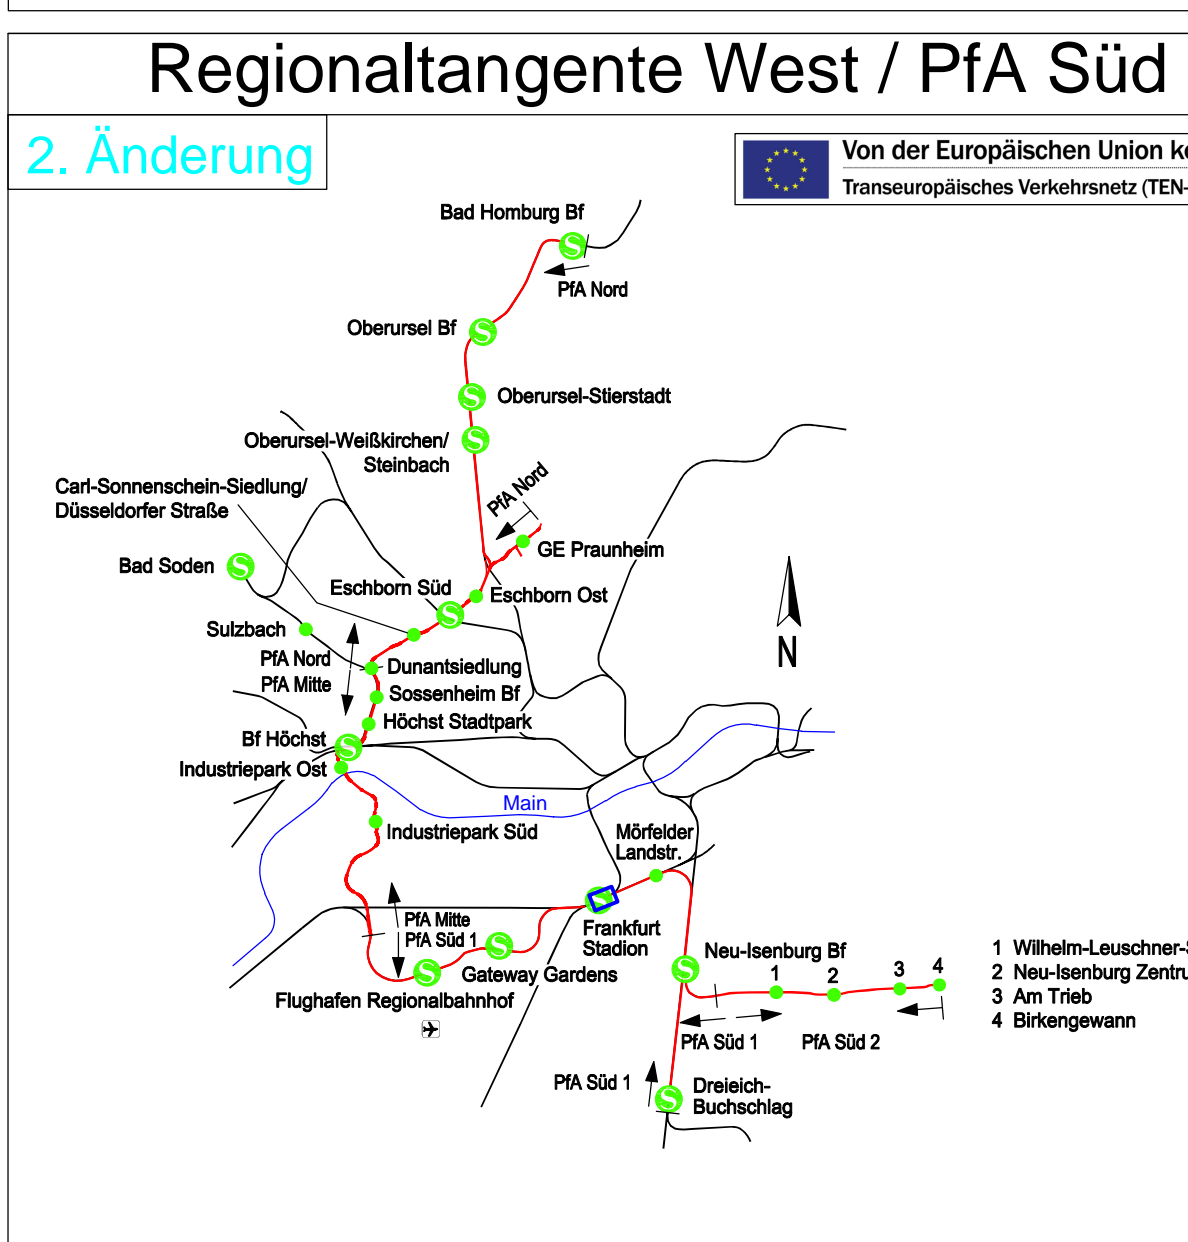 Regionaltangente West / PfA Süd
2. Änderung
Von der Europäischen Union
Transeuropäisches Verkehrsnetz
Bad Homburg Bf
PfA Nord
Oberursel Bf
Oberursel-Stierstadt
Oberursel-Weißkirchen/
Steinbach
PfA Nord
Carl-Sonnenschein-Siedlung/
Düsseldorfer Straße
GE Praunheim
Bad Soden
Eschborn Süd
Eschborn Ost
Sulzbach
PfA Nord
PfA Mitte
Dunantsiedlung
Sossenheim Bf
Höchst Stadtpark
Bf Höchst
Industriepark Ost
N
Main
Industriepark Süd
Mörfelder
Landstr.
PfA Mitte
PfA Süd 1
Frankfurt
Stadion
Gateway Gardens
Flughafen Regionalbahnhof
Neu-Isenburg Bf
1 2 3 4
1 Wilhelm-Leuschner-
2 Neu-Isenburg
3 Am Trieb
4 Birkengewann
PfA Süd 1
PfA Süd 2
PfA Süd 1
Dreieich-
Buchschlag